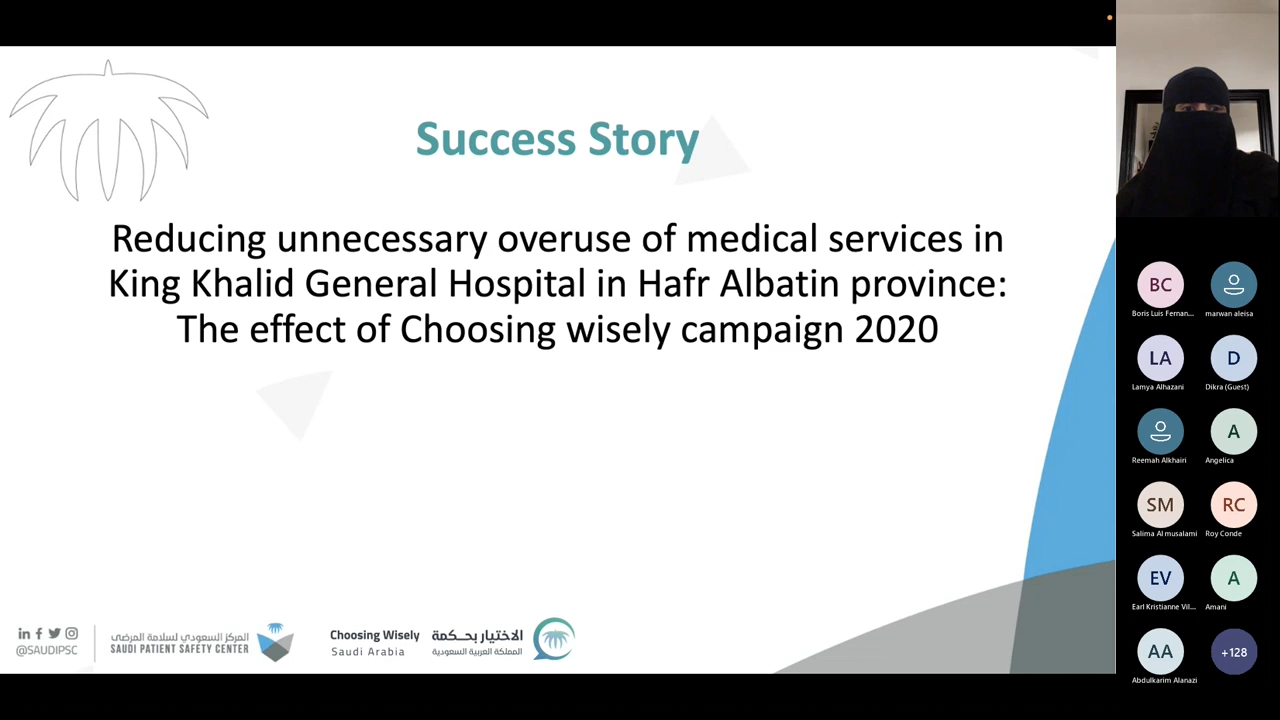 Success Story
Reducing unnecessary overuse of medical services in
King Khalid General Hospital in Hafr Albatin province:
The effect of Choosing wisely campaign 2020
@SAUDIPSC
المركز السعودي لسلامة المرضى
SAUDI PATIENT SAFETY CENTER
Choosing Wisely
Saudi Arabia
الاختيار بحكمة
المملكة العربية السعودية
BC
Boris Luis Fernan...
marwan aleisa
LA
Lamya Alhazani
D
Dikra (Guest)
Reemah Alkhairi
A
Angelica
SM
Salima Al musalami
RC
Roy Conde
EV
Earl Kristianne Vil...
A
Amani
AA
Abdulkarim Alanazi
+128